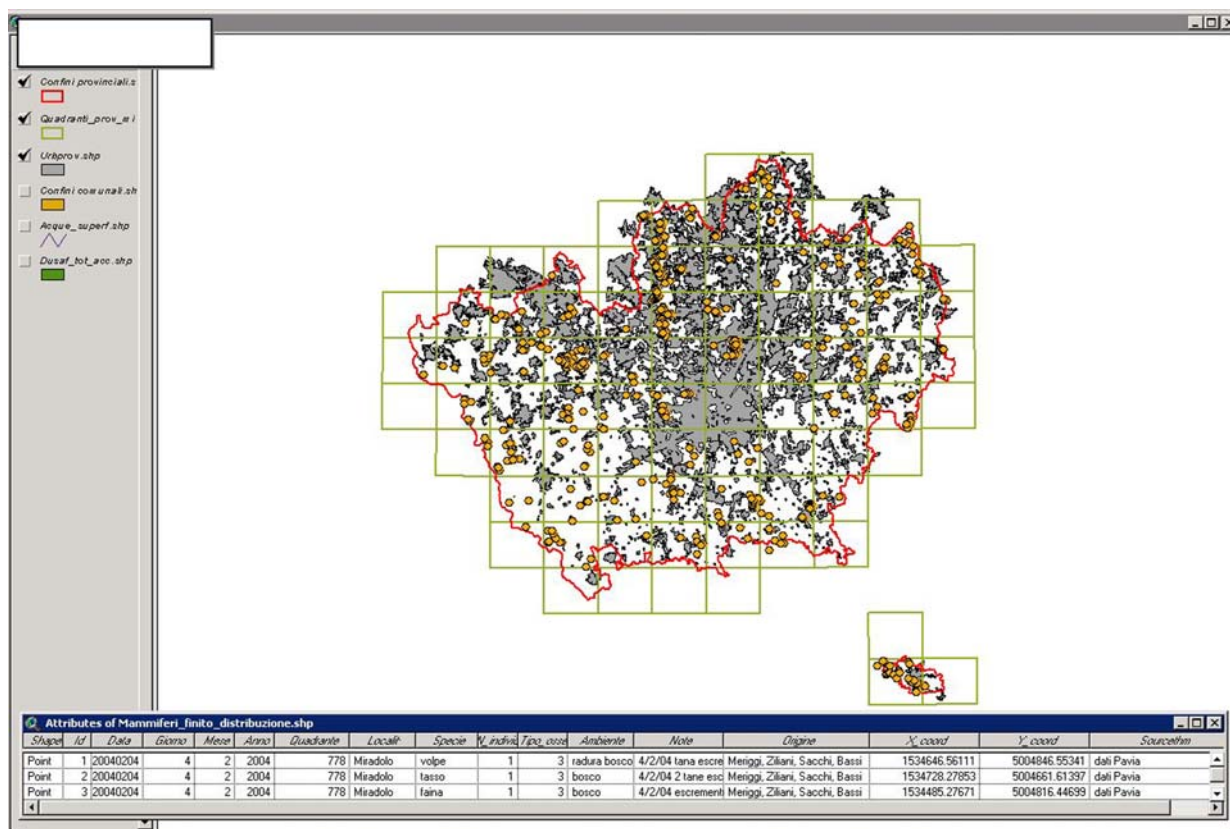 Confini provinciali.s
Quadranti_prov_mi
Urbprov.shp
Confini comunali.sh
Acque_superf.shp
Dusaf_tot_acc.shp
Attributes of Mammiferi_finito_distribuzione.shp
Shape Id Data Giorno Mese Anno Quadrante Localit Specie N_individ Tipo_osse Ambiente Note Origine X_coord Y_coord Sourcethm
Point 1 20040204 4 2 2004 778 Miradolo volpe 1 3 radura bosco 4/2/04 tana escre Meriggi, Ziliani, Sacchi, Bassi 1534646.56111 5004846.55341 dati Pavia
Point 2 20040204 4 2 2004 778 Miradolo tasso 1 3 bosco 4/2/04 2 tane esc Meriggi, Ziliani, Sacchi, Bassi 1534728.27853 5004661.61397 dati Pavia
Point 3 20040204 4 2 2004 778 Miradolo faina 1 3 bosco 4/2/04 escrementi Meriggi, Ziliani, Sacchi, Bassi 1534485.27671 5004816.44699 dati Pavia